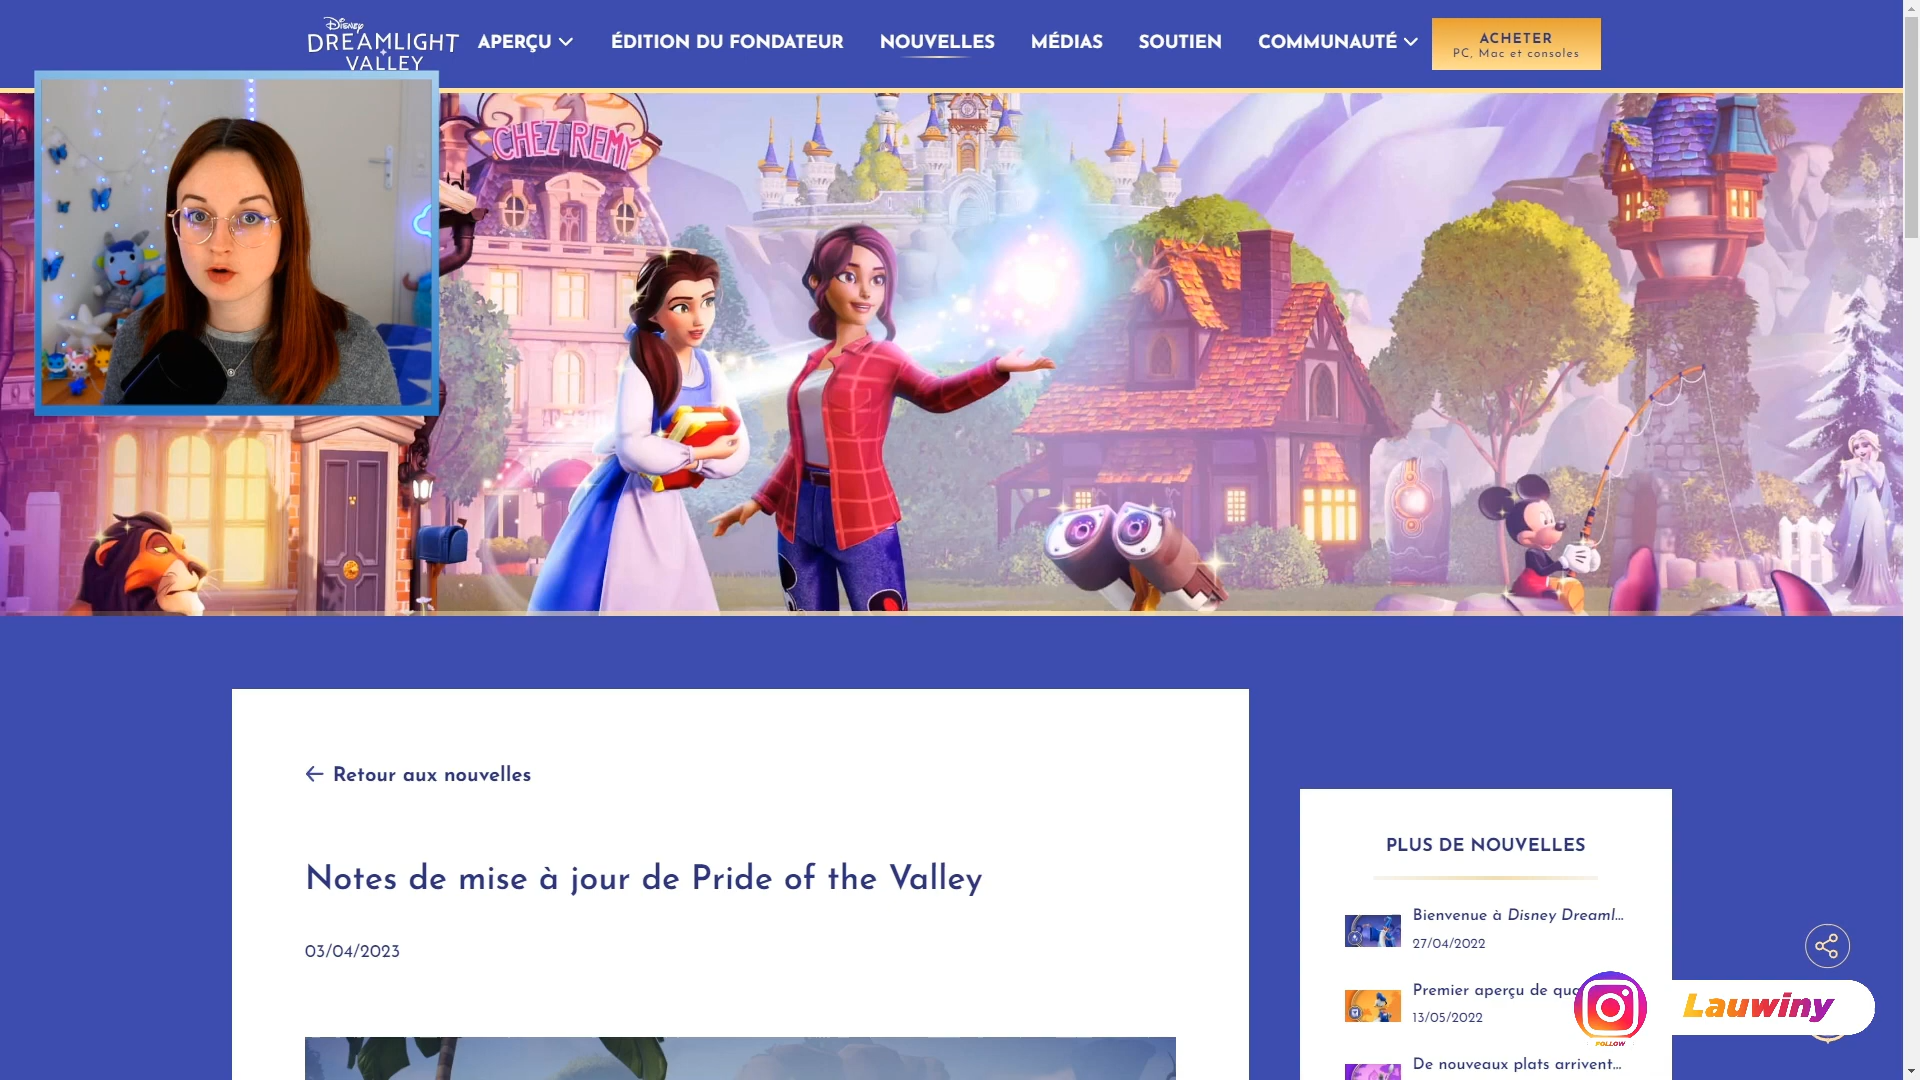 Disney
DREAMLIGHT
VALLEY
APERÇU
ÉDITION DU FONDATEUR
NOUVELLES
MÉDIAS
SOUTIEN
COMMUNAUTÉ
ACHETER
PC, Mac et consoles
CHEZ REMY
← Retour aux nouvelles
Notes de mise à jour de Pride of the Valley
03/04/2023
PLUS DE NOUVELLES
Bienvenue à Disney Dreaml...
27/04/2022
Premier aperçu de quo
13/05/2022
De nouveaux plats arrivent...
FOLLOW
Lauwiny